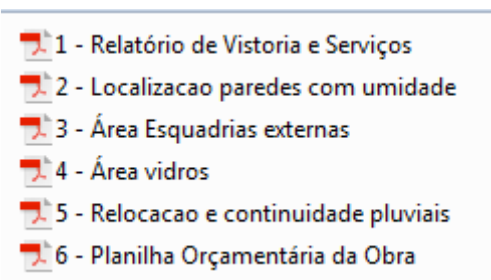 1 - Relatório de Vistoria e Serviços
2 - Localizacao paredes com umidade
3 - Área Esquadrias externas
4 - Área vidros
5 - Relocacao e continuidade pluviais
6 - Planilha Orçamentária da Obra